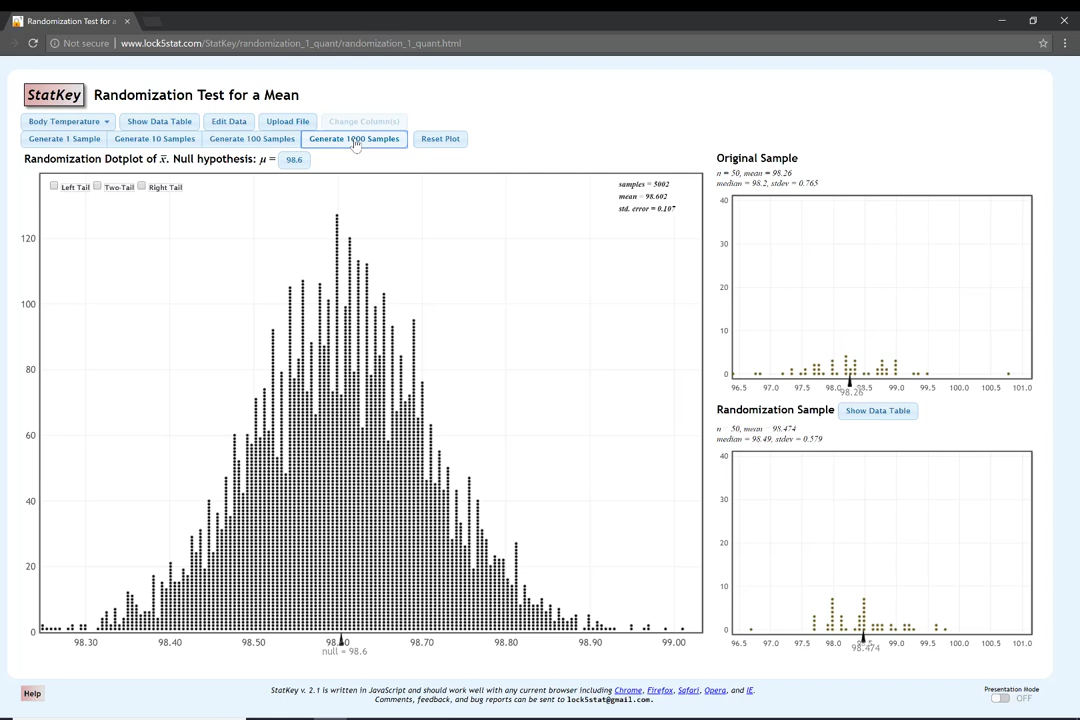 Randomization Test for a
Not secure | www.lock5stat.com/StatKey/randomization_1_quant/randomization_1_quant.html
StatKey Randomization Test for a Mean
Body Temperature Show Data Table Edit Data Upload File Change Column(s)
Generate 1 Sample Generate 10 Samples Generate 100 Samples Generate 1000 Samples Reset Plot
Randomization Dotplot of x̄. Null hypothesis: μ = 98.6
Left Tail Two-Tail Right Tail
samples = 5002
mean = 98.602
std. error = 0.107
120
100
80
60
40
20
0
98.30 98.40 98.50 98.60 98.70 98.80 98.90 99.00
null = 98.6
Original Sample
n = 50, mean = 98.26
median = 98.2, stdev = 0.765
40
30
20
10
0
96.5 97.0 97.5 98.0 98.5 99.0 99.5 100.0 100.5 101.0
98.26
Randomization Sample Show Data Table
n = 50, mean = 98.474
median = 98.49, stdev = 0.579
40
30
20
10
0
96.5 97.0 97.5 98.0 98.5 99.0 99.5 100.0 100.5 101.0
98.474
Help
StatKey v. 2.1 is written in JavaScript and should work well with any current browser including Chrome, Firefox, Safari, Opera, and IE.
Comments, feedback, and bug reports can be sent to lock5stat@gmail.com.
Presentation Mode
OFF